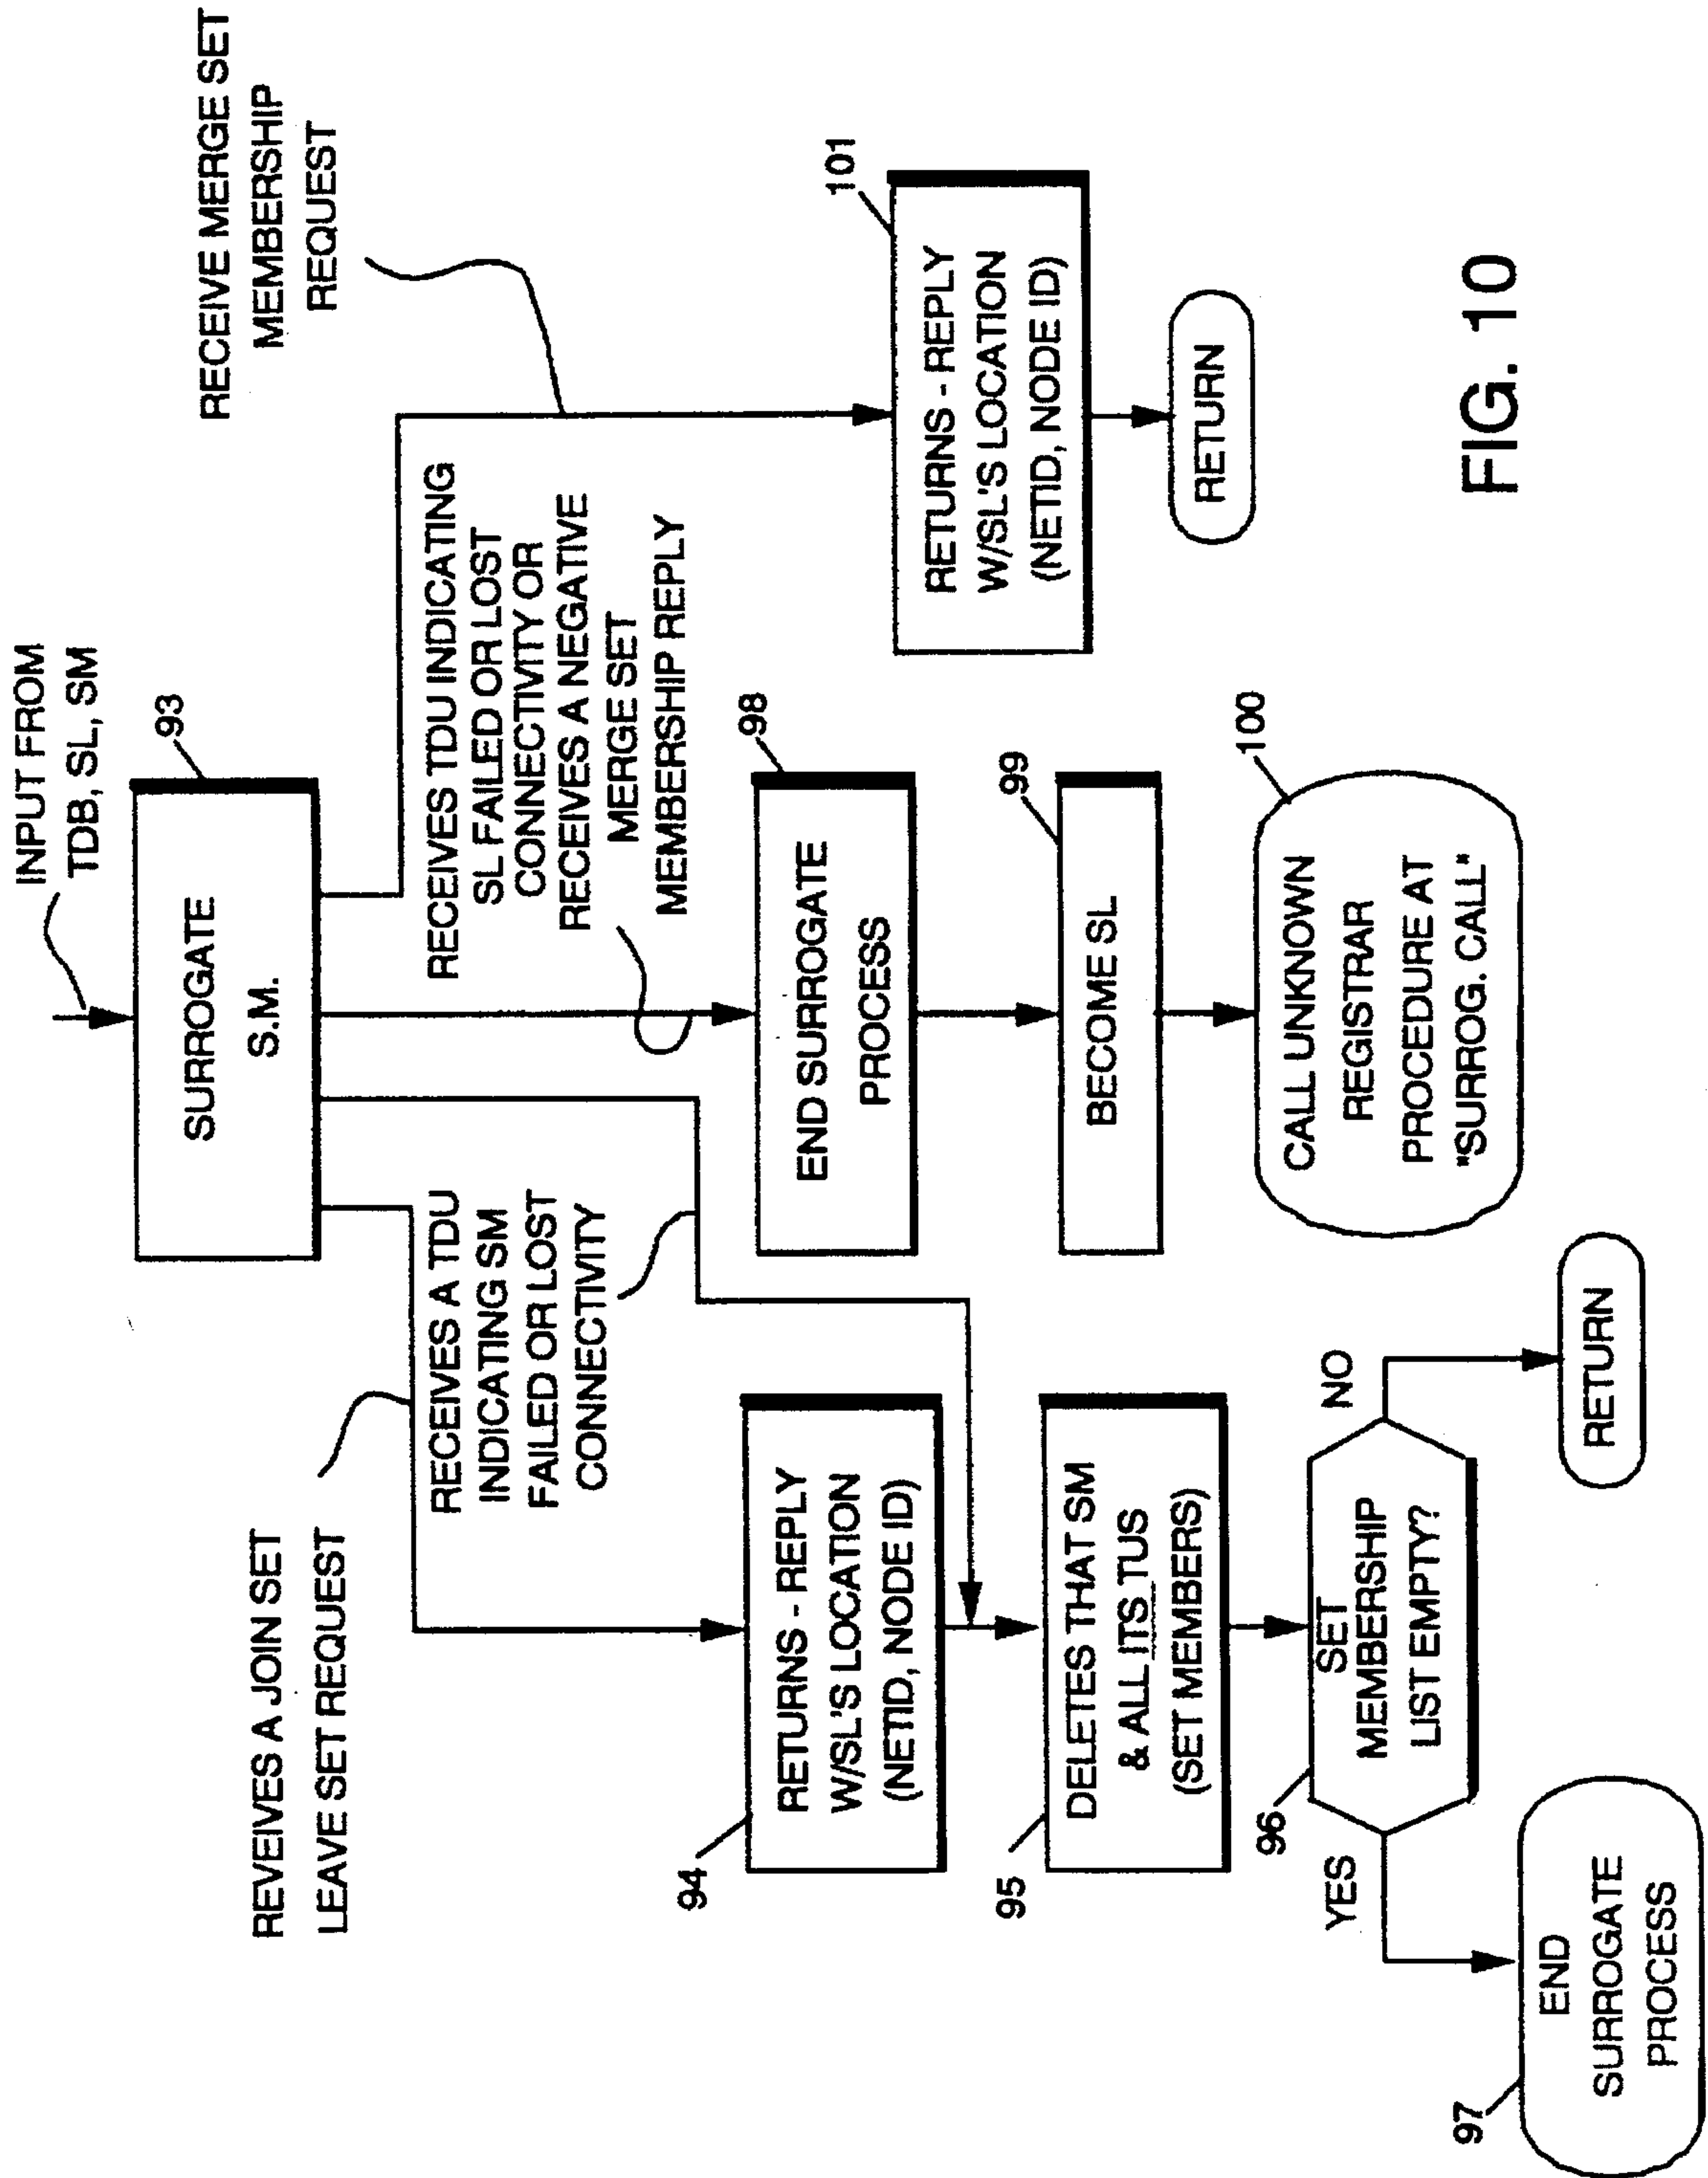 INPUT FROM
TDB, SL, SM
93
SURROGATE
S.M.
REVEIVES A JOIN SET
LEAVE SET REQUEST
RECEIVES A TDU
INDICATING SM
FAILED OR LOST
CONNECTIVITY
RECEIVES TDU INDICATING
SL FAILED OR LOST
CONNECTIVITY OR
RECEIVES A NEGATIVE
MERGE SET
MEMBERSHIP REPLY
RECEIVE MERGE SET
MEMBERSHIP
REQUEST
94
RETURNS - REPLY
W/SL'S LOCATION
(NETID, NODE ID)
95
DELETES THAT SM
& ALL ITS TUS
(SET MEMBERS)
96
SET
MEMBERSHIP
LIST EMPTY?
YES
NO
97
END
SURROGATE
PROCESS
RETURN
98
END SURROGATE
PROCESS
99
BECOME SL
100
CALL UNKNOWN
REGISTRAR
PROCEDURE AT
"SURROG. CALL"
101
RETURNS - REPLY
W/SL'S LOCATION
(NETID, NODE ID)
RETURN
FIG. 10